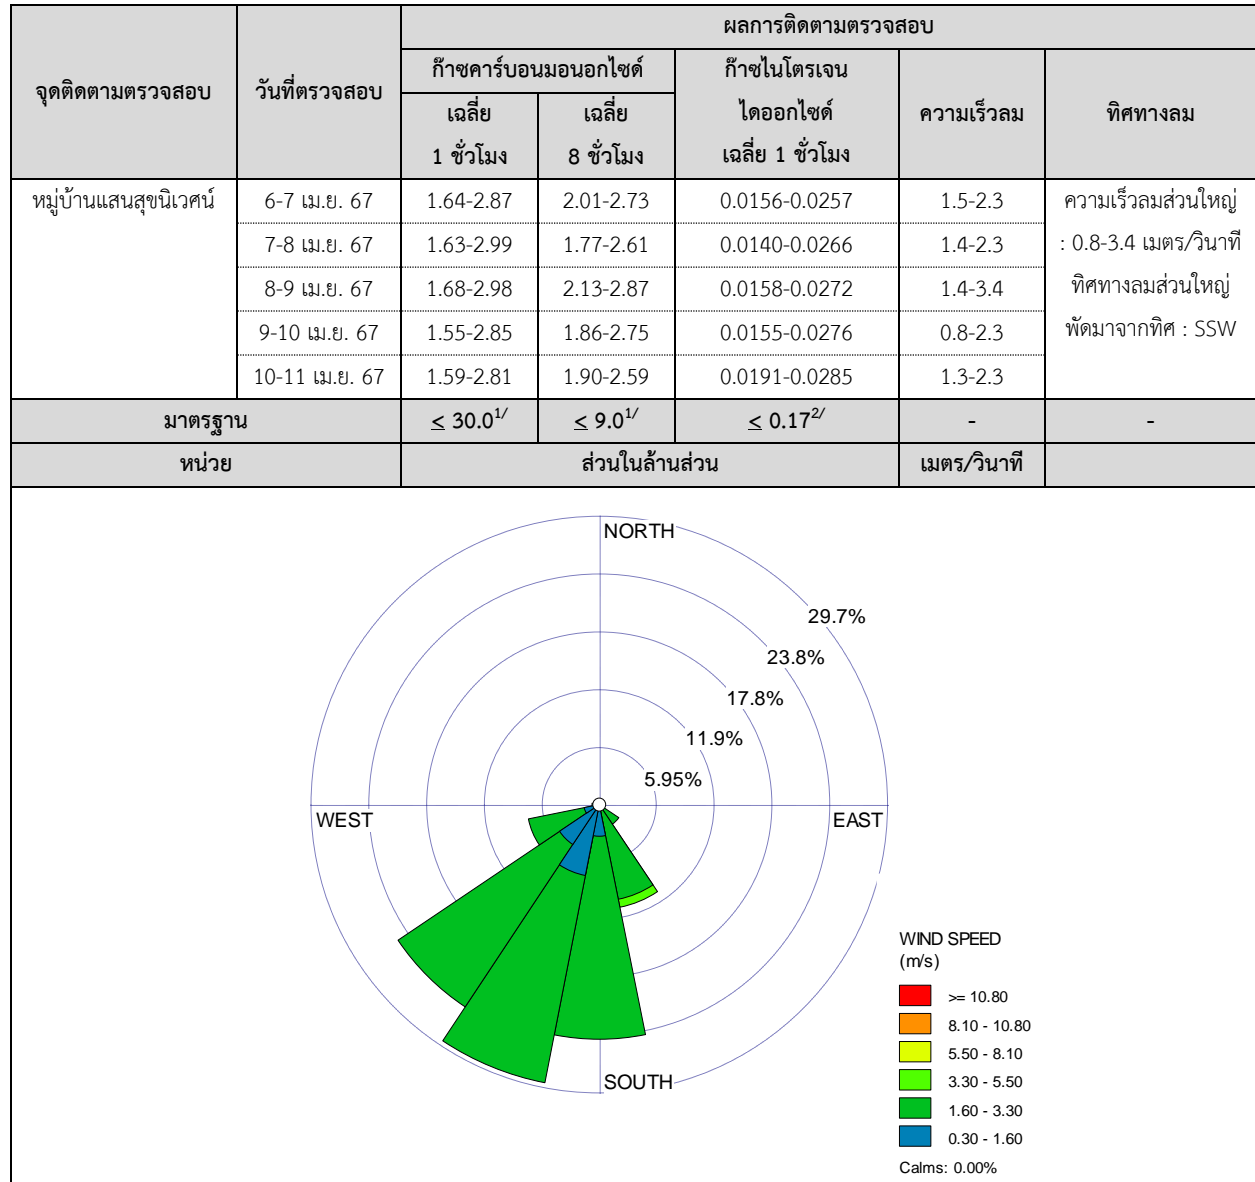 ผลการติดตามตรวจสอบ
จุดติดตามตรวจสอบ วันที่ตรวจสอบ ก๊าซคาร์บอนมอนอกไซด์ ก๊าซไนโตรเจน
ไดออกไซด์
เฉลี่ย 1 ชั่วโมง ความเร็วลม ทิศทางลม
เฉลี่ย
1 ชั่วโมง เฉลี่ย
8 ชั่วโมง
หมู่บ้านแสนสุขนิเวศน์ 6-7 เม.ย. 67 1.64-2.87 2.01-2.73 0.0156-0.0257 1.5-2.3 ความเร็วลมส่วนใหญ่
7-8 เม.ย. 67 1.63-2.99 1.77-2.61 0.0140-0.0266 1.4-2.3 : 0.8-3.4 เมตร/วินาที
8-9 เม.ย. 67 1.68-2.98 2.13-2.87 0.0158-0.0272 1.4-3.4 ทิศทางลมส่วนใหญ่
9-10 เม.ย. 67 1.55-2.85 1.86-2.75 0.0155-0.0276 0.8-2.3 พัดมาจากทิศ : SSW
10-11 เม.ย. 67 1.59-2.81 1.90-2.59 0.0191-0.0285 1.3-2.3
มาตรฐาน ≤ 30.0 1/ ≤ 9.0 1/ ≤ 0.17 2/ - -
หน่วย ส่วนในล้านส่วน เมตร/วินาที
NORTH
29.7%
23.8%
17.8%
11.9%
5.95%
WEST EAST
SOUTH
WIND SPEED
(m/s)
>= 10.80
8.10 - 10.80
5.50 - 8.10
3.30 - 5.50
1.60 - 3.30
0.30 - 1.60
Calms: 0.00%